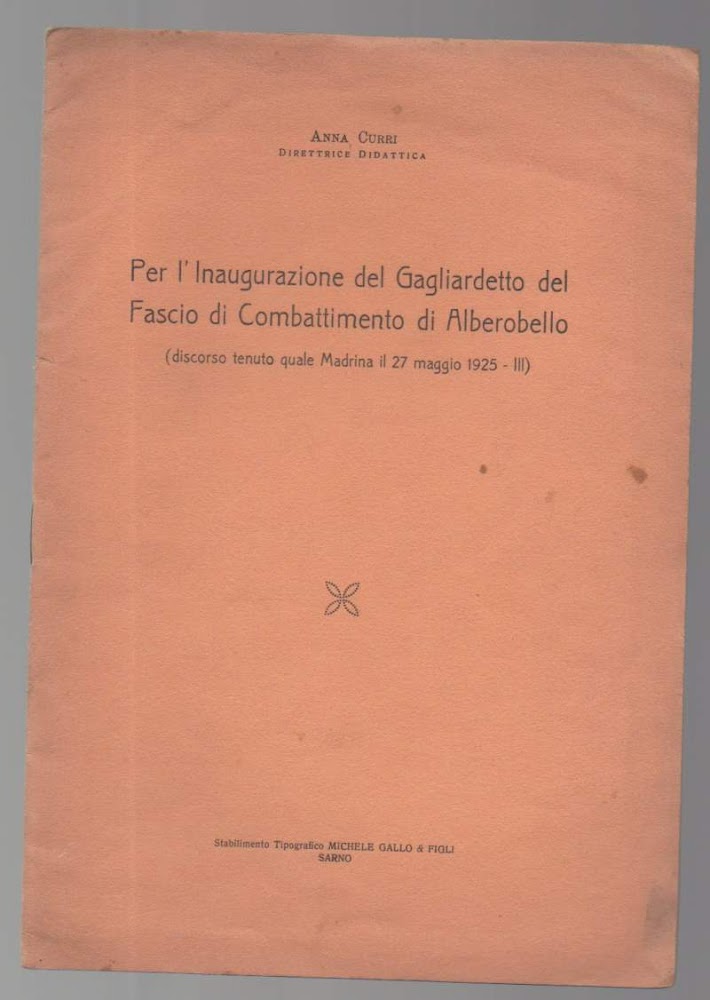 Anna Curri
Direttrice Didattica
Per l'Inaugurazione del Gagliardetto del
Fascio di Combattimento di Alberobello
(discorso tenuto quale Madrina il 27 maggio 1925 - III)
Stabilimento Tipografico MICHELE GALLO & FIGLI
SARNO